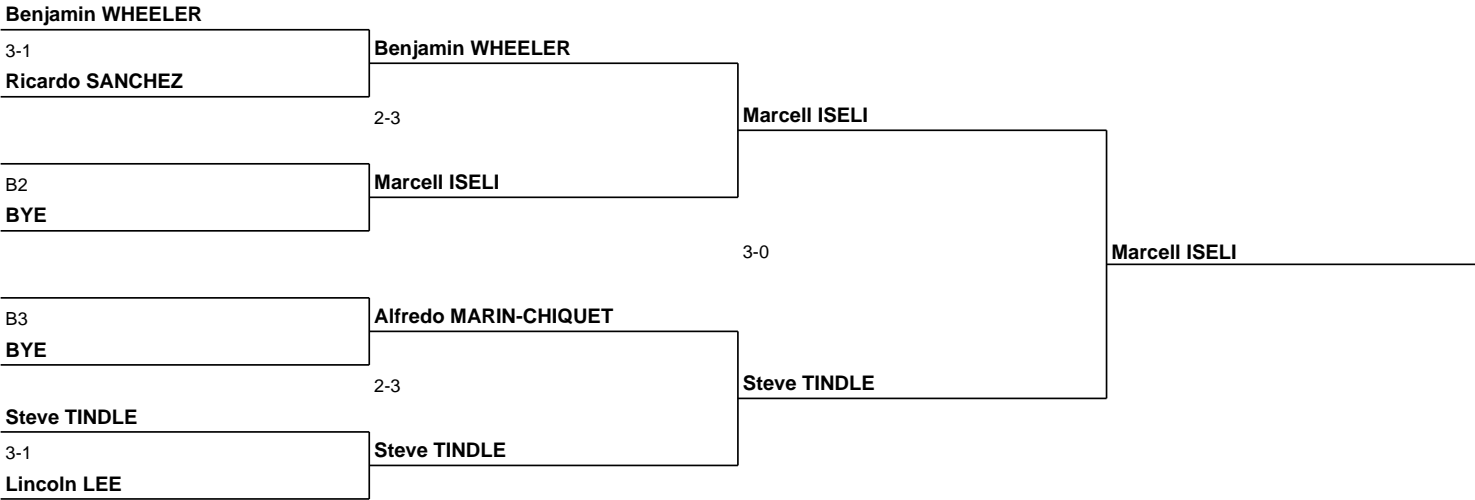 Benjamin WHEELER
3-1
Ricardo SANCHEZ
B2
BYE
B3
BYE
Steve TINDLE
3-1
Lincoln LEE
Benjamin WHEELER
2-3
Marcell ISELI
Alfredo MARIN-CHIQUET
2-3
Steve TINDLE
Marcell ISELI
3-0
Steve TINDLE
Marcell ISELI